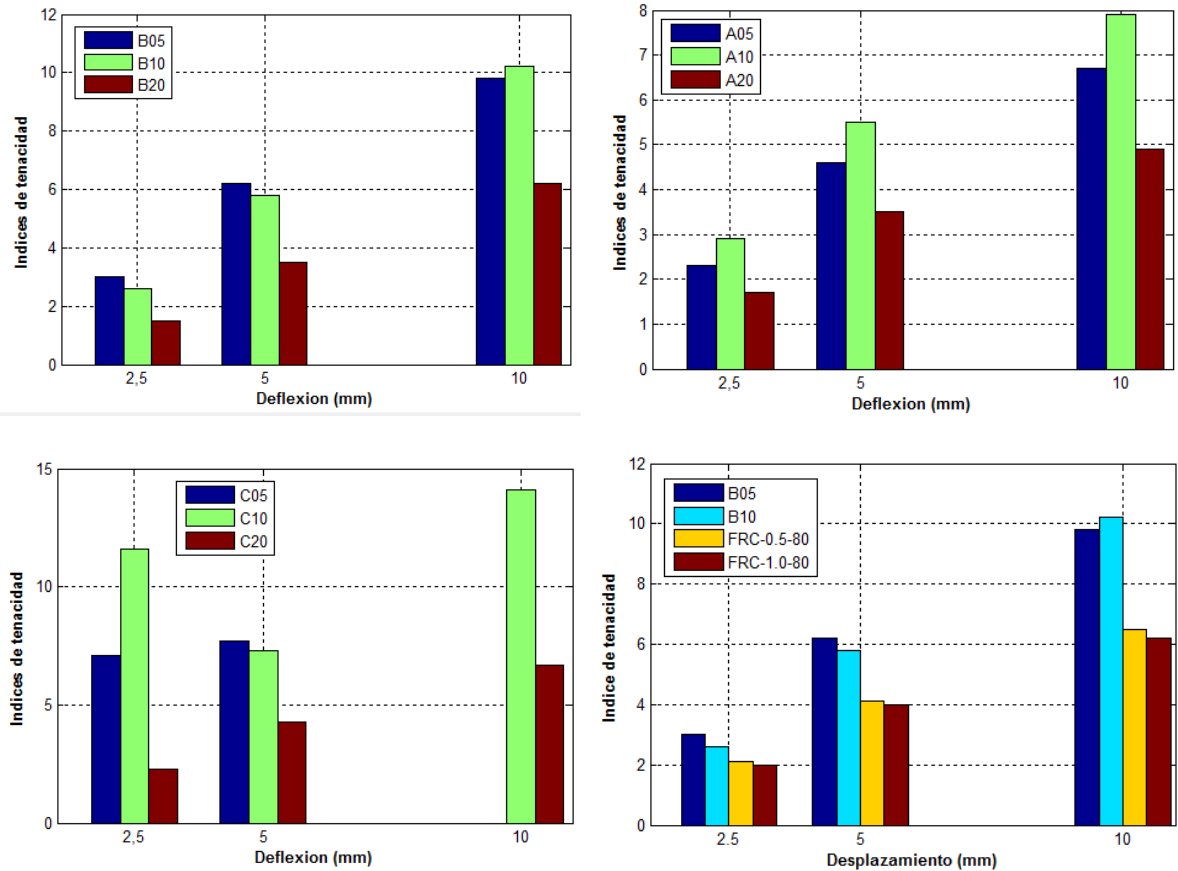 12
10
8
6
4
2
0
B05
B10
B20
Indices de tenacidad
2,5
5
10
Deflexion (mm)
8
7
6
5
4
3
2
1
0
A05
A10
A20
Indices de tenacidad
2,5
5
10
Deflexion (mm)
15
10
5
0
C05
C10
C20
Indices de tenacidad
2,5
5
10
Deflexion (mm)
12
10
8
6
4
2
0
B05
B10
FRC-0.5-80
FRC-1.0-80
Indice de tenacidad
2.5
5
10
Desplazamiento (mm)